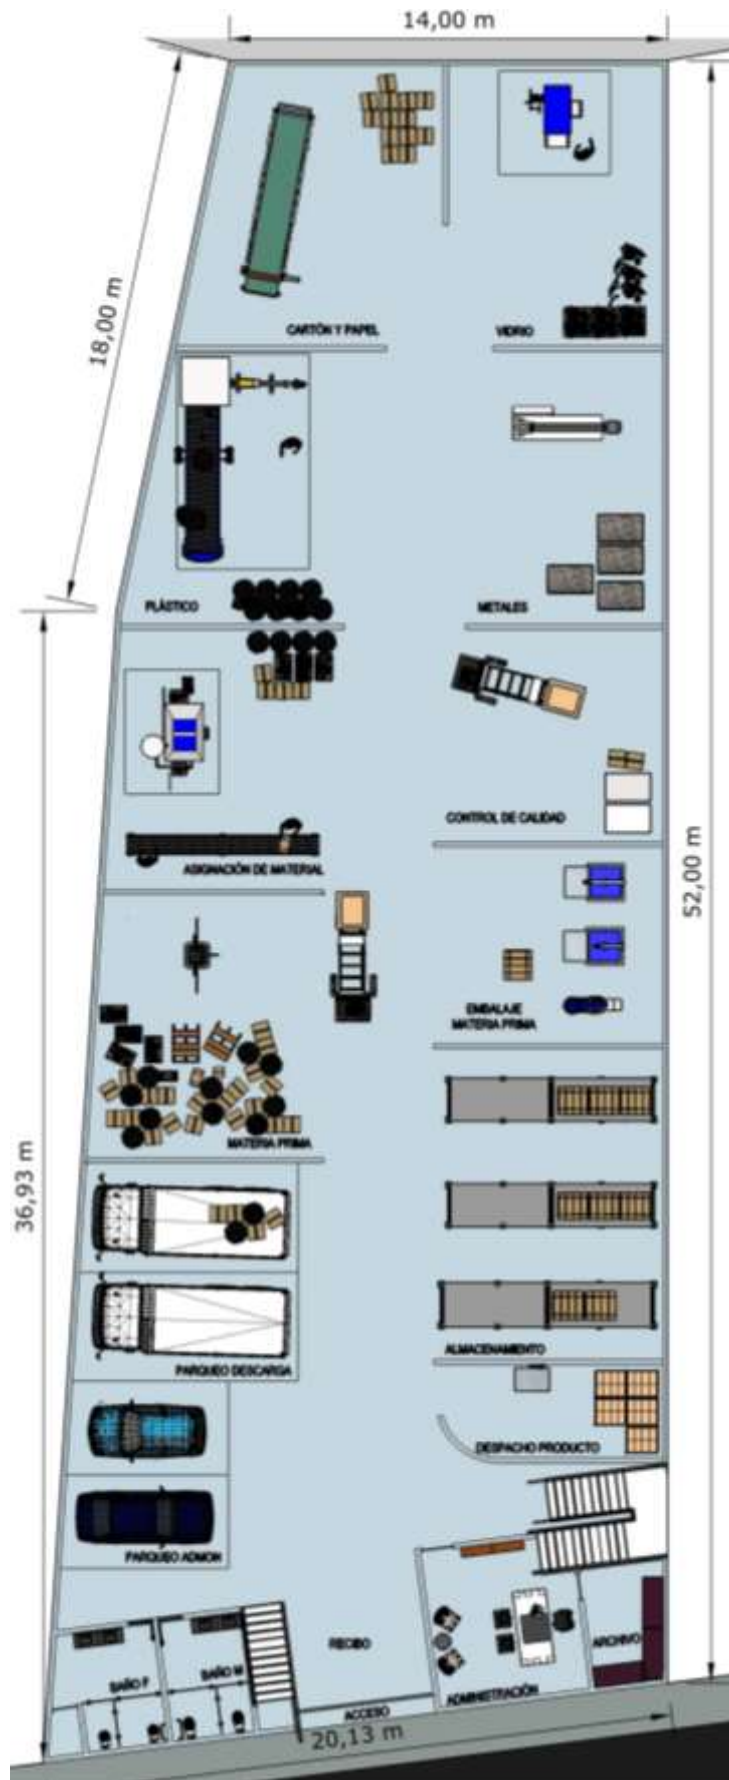 14,00 m
18,00 m
CARTÓN Y PAPEL
VIDRIO
PLÁSTICO
METALES
CONTROL DE CALIDAD
52,00 m
ASIGNACIÓN DE MATERIAL
EMBALAJE
MATERIA PRIMA
MATERIA PRIMA
36,93 m
ALMACENAMIENTO
PARQUEO DESCARGA
DESPACHO PRODUCTO
PARQUEO ADMON
RECIBO
ARCHIVO
BAÑO F
BAÑO M
ADMINISTRACIÓN
ACCESO
20,13 m